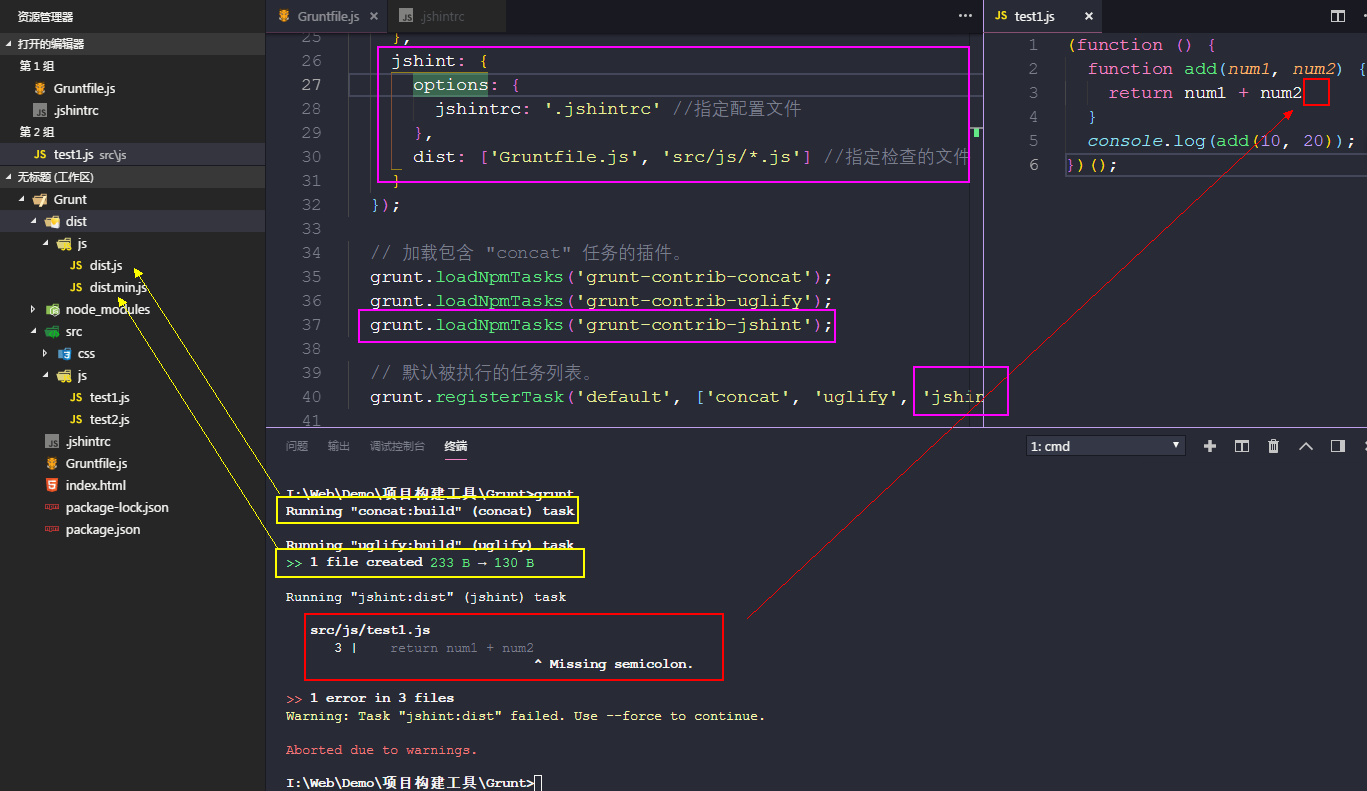 资源管理器
打开的编辑器
第 1 组
Gruntfile.js
.jshintrc
第 2 组
JS test1.js src\js
无标题 (工作区)
Grunt
dist
js
JS dist.js
JS dist.min.js
node_modules
src
css
js
JS test1.js
JS test2.js
.jshintrc
Gruntfile.js
index.html
package-lock.json
package.json
Gruntfile.js ×
.jshintrc
25 },
26 jshint: {
27 options: {
28 jshintrc: '.jshintrc' //指定配置文件
29 },
30 dist: ['Gruntfile.js', 'src/js/*.js'] //指定检查的文件
31 }
32 });
33
34 // 加载包含 "concat" 任务的插件。
35 grunt.loadNpmTasks('grunt-contrib-concat');
36 grunt.loadNpmTasks('grunt-contrib-uglify');
37 grunt.loadNpmTasks('grunt-contrib-jshint');
38
39 // 默认被执行的任务列表。
40 grunt.registerTask('default', ['concat', 'uglify', 'jshin
41
JS test1.js ×
1 (function () {
2 function add(num1, num2) {
3 return num1 + num2
4 }
5 console.log(add(10, 20));
6 })();
问题 输出 调试控制台 终端
1: cmd
I:\Web\Demo\项目构建工具\Grunt>grunt
Running "concat:build" (concat) task
Running "uglify:build" (uglify) task
>> 1 file created 233 B → 130 B
Running "jshint:dist" (jshint) task
src/js/test1.js
3 | return num1 + num2
^ Missing semicolon.
>> 1 error in 3 files
Warning: Task "jshint:dist" failed. Use --force to continue.
Aborted due to warnings.
I:\Web\Demo\项目构建工具\Grunt>